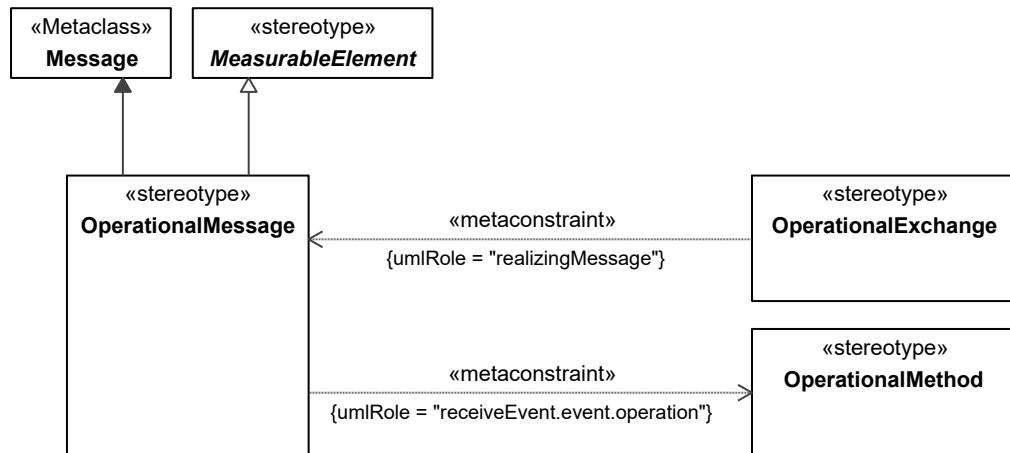 «Metaclass»
Message
«stereotype»
MeasurableElement
«stereotype»
OperationalMessage
«metaconstraint»
{umlRole = "realizingMessage"}
«stereotype»
OperationalExchange
«metaconstraint»
{umlRole = "receiveEvent.event.operation"}
«stereotype»
OperationalMethod